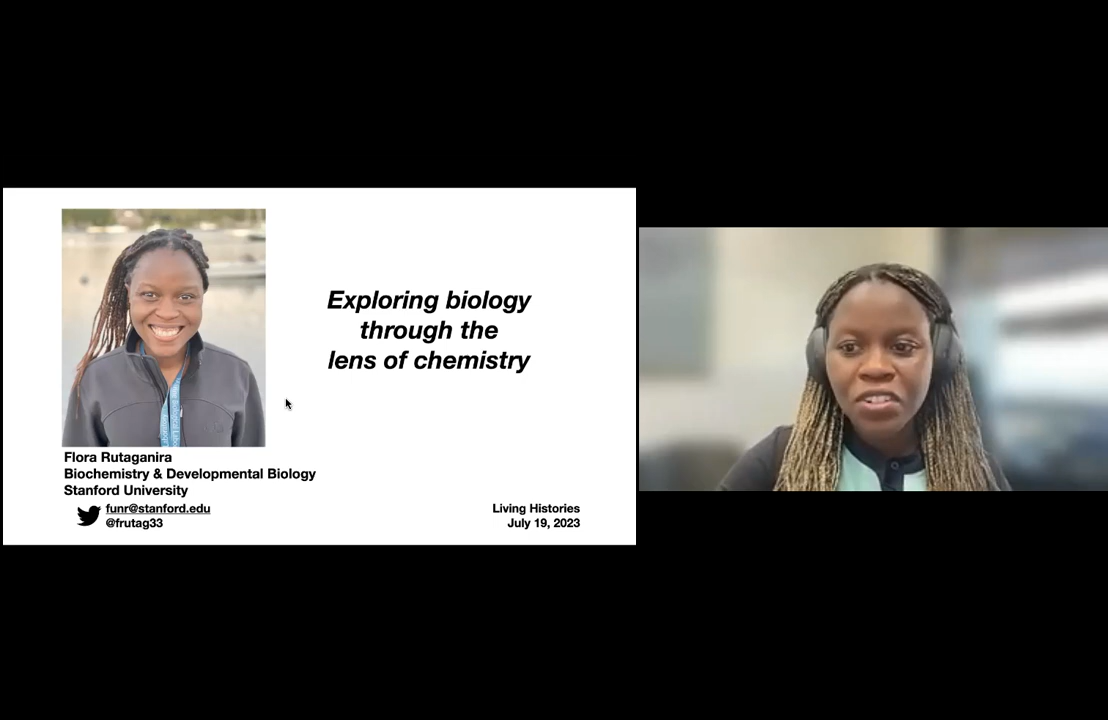 Exploring biology
through the
lens of chemistry
Flora Rutaganira
Biochemistry & Developmental Biology
Stanford University
funr@stanford.edu
@frutag33
Living Histories
July 19, 2023